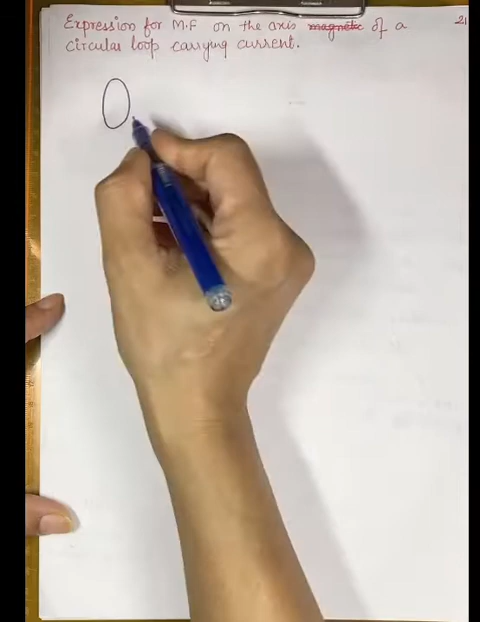 Expression for M.F on the axis magnetic of a
circular loop carrying current.
21